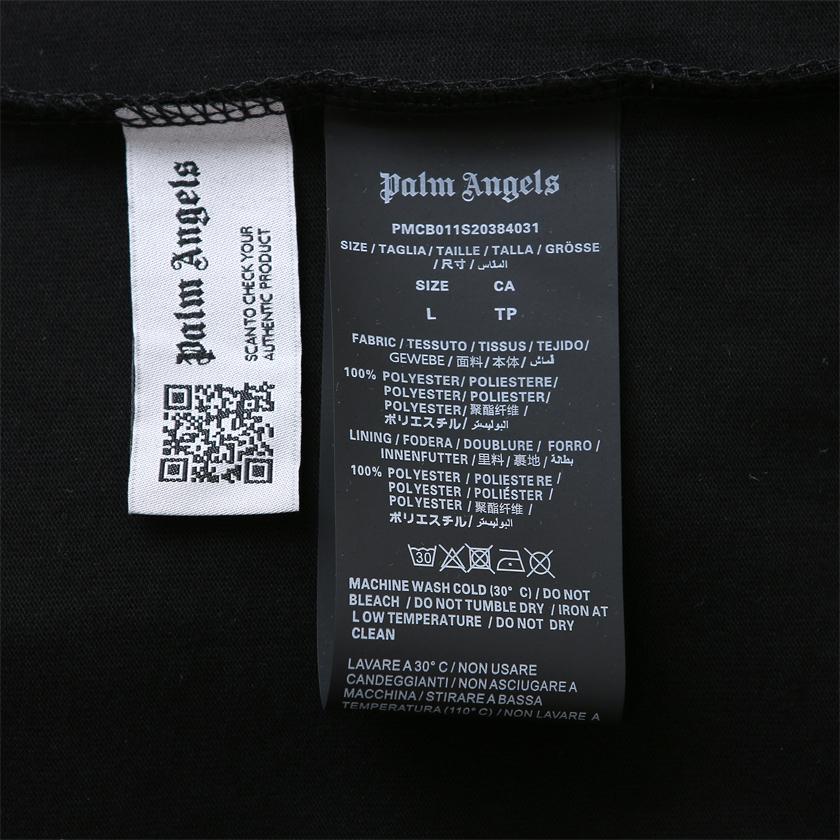 Palm Angels
SCAN TO CHECK YOUR
AUTHENTIC PRODUCT
Palm Angels
PMCB011S20384031
SIZE / TAGLIA / TAILLE / TALLA / GRÖSSE
/ 尺寸 / المقاس
SIZE CA
L TP
FABRIC / TESSUTO / TISSUS / TEJIDO /
GEWEBE / 面料 / 本体 / قماش
100% POLYESTER / POLIESTERE /
POLYESTER / POLIESTER /
POLYESTER / 聚酯纤维 /
ポリエステル / البوليستر
LINING / FODERA / DOUBLURE / FORRO /
INNENFUTTER / 里料 / 裏地 / بطانة
100% POLYESTER / POLIESTERE /
POLYESTER / POLIÉSTER /
POLYESTER / 聚酯纤维 /
ポリエステル / البوليستر
30
MACHINE WASH COLD (30° C) / DO NOT
BLEACH / DO NOT TUMBLE DRY / IRON AT
LOW TEMPERATURE / DO NOT DRY
CLEAN
LAVARE A 30° C / NON USARE
CANDEGGIANTI / NON ASCIUGARE A
MACCHINA / STIRARE A BASSA
TEMPERATURA (110° C) / NON LAVARE A